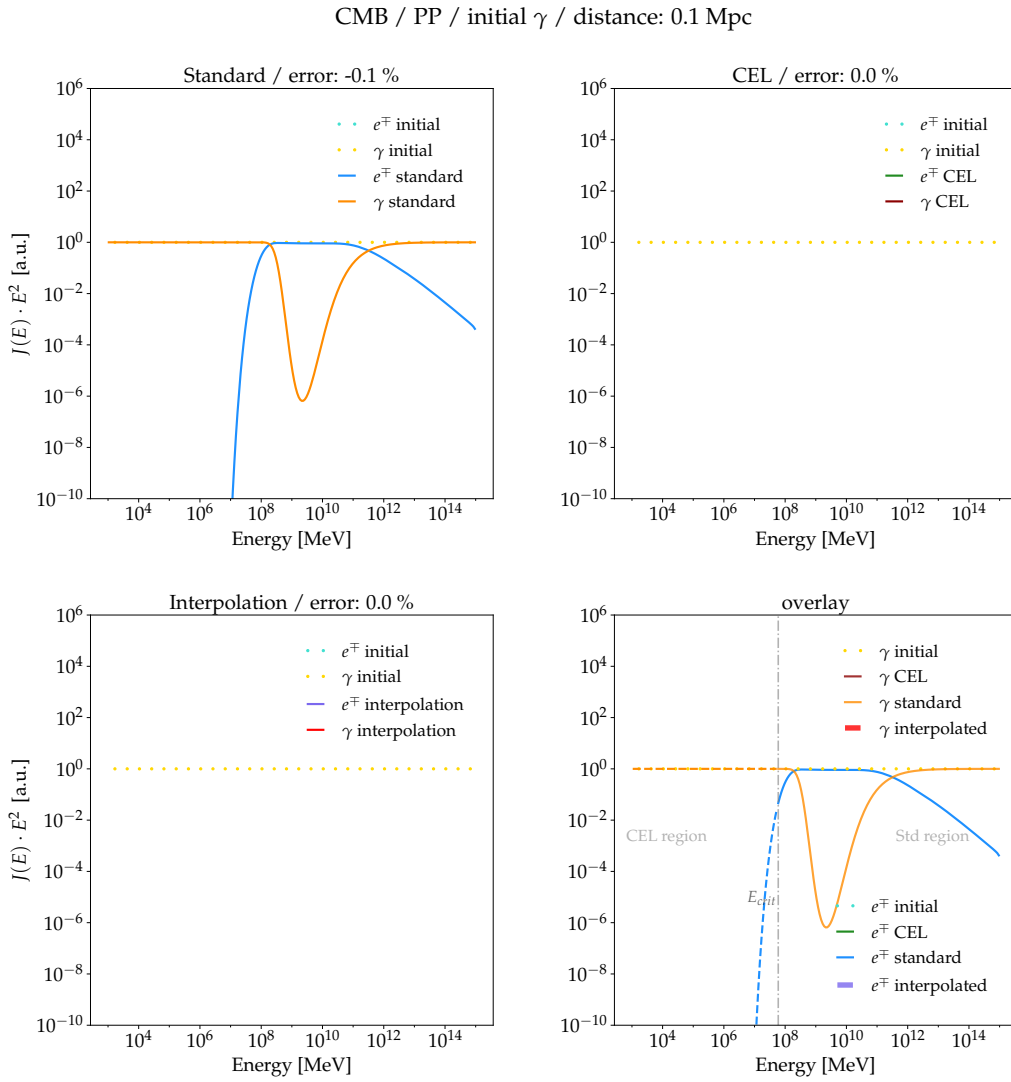 CMB / PP / initial γ / distance: 0.1 Mpc
Standard / error: -0.1 %
10^6
10^4
10^2
10^0
10^−2
10^−4
10^−6
10^−8
10^−10
J(E) · E^2 [a.u.]
e^∓ initial
γ initial
e^∓ standard
γ standard
10^4 10^6 10^8 10^10 10^12 10^14
Energy [MeV]
CEL / error: 0.0 %
10^6
10^4
10^2
10^0
10^−2
10^−4
10^−6
10^−8
10^−10
e^∓ initial
γ initial
e^∓ CEL
γ CEL
10^4 10^6 10^8 10^10 10^12 10^14
Energy [MeV]
Interpolation / error: 0.0 %
10^6
10^4
10^2
10^0
10^−2
10^−4
10^−6
10^−8
10^−10
J(E) · E^2 [a.u.]
e^∓ initial
γ initial
e^∓ interpolation
γ interpolation
10^4 10^6 10^8 10^10 10^12 10^14
Energy [MeV]
overlay
10^6
10^4
10^2
10^0
10^−2
10^−4
10^−6
10^−8
10^−10
γ initial
γ CEL
γ standard
γ interpolated
CEL region
Std region
E_crit
e^∓ initial
e^∓ CEL
e^∓ standard
e^∓ interpolated
10^4 10^6 10^8 10^10 10^12 10^14
Energy [MeV]